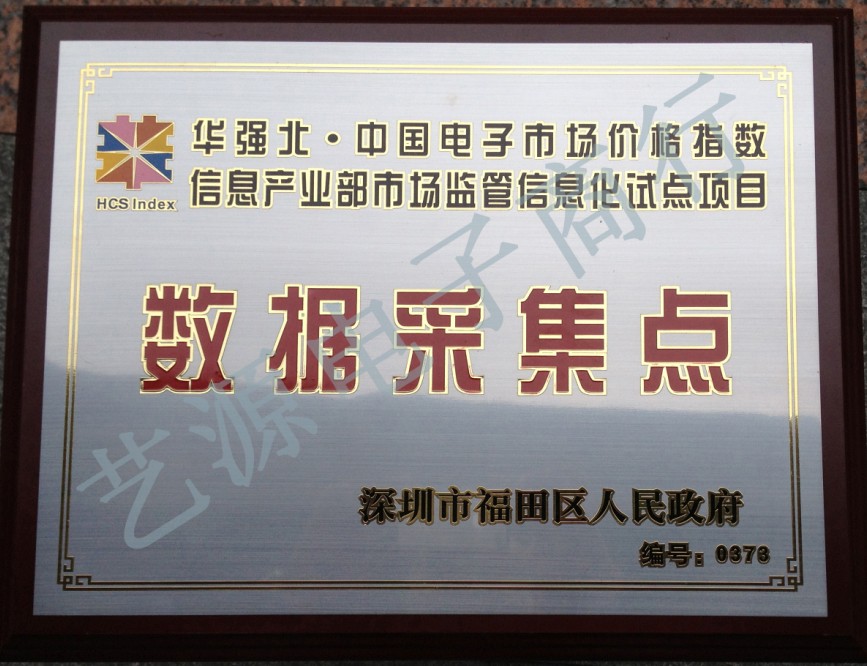 华强北·中国电子市场价格指数
信息产业部市场监管信息化试点项目
HCS Index
数据采集点
艺源电子商行
深圳市福田区人民政府
编号：0373